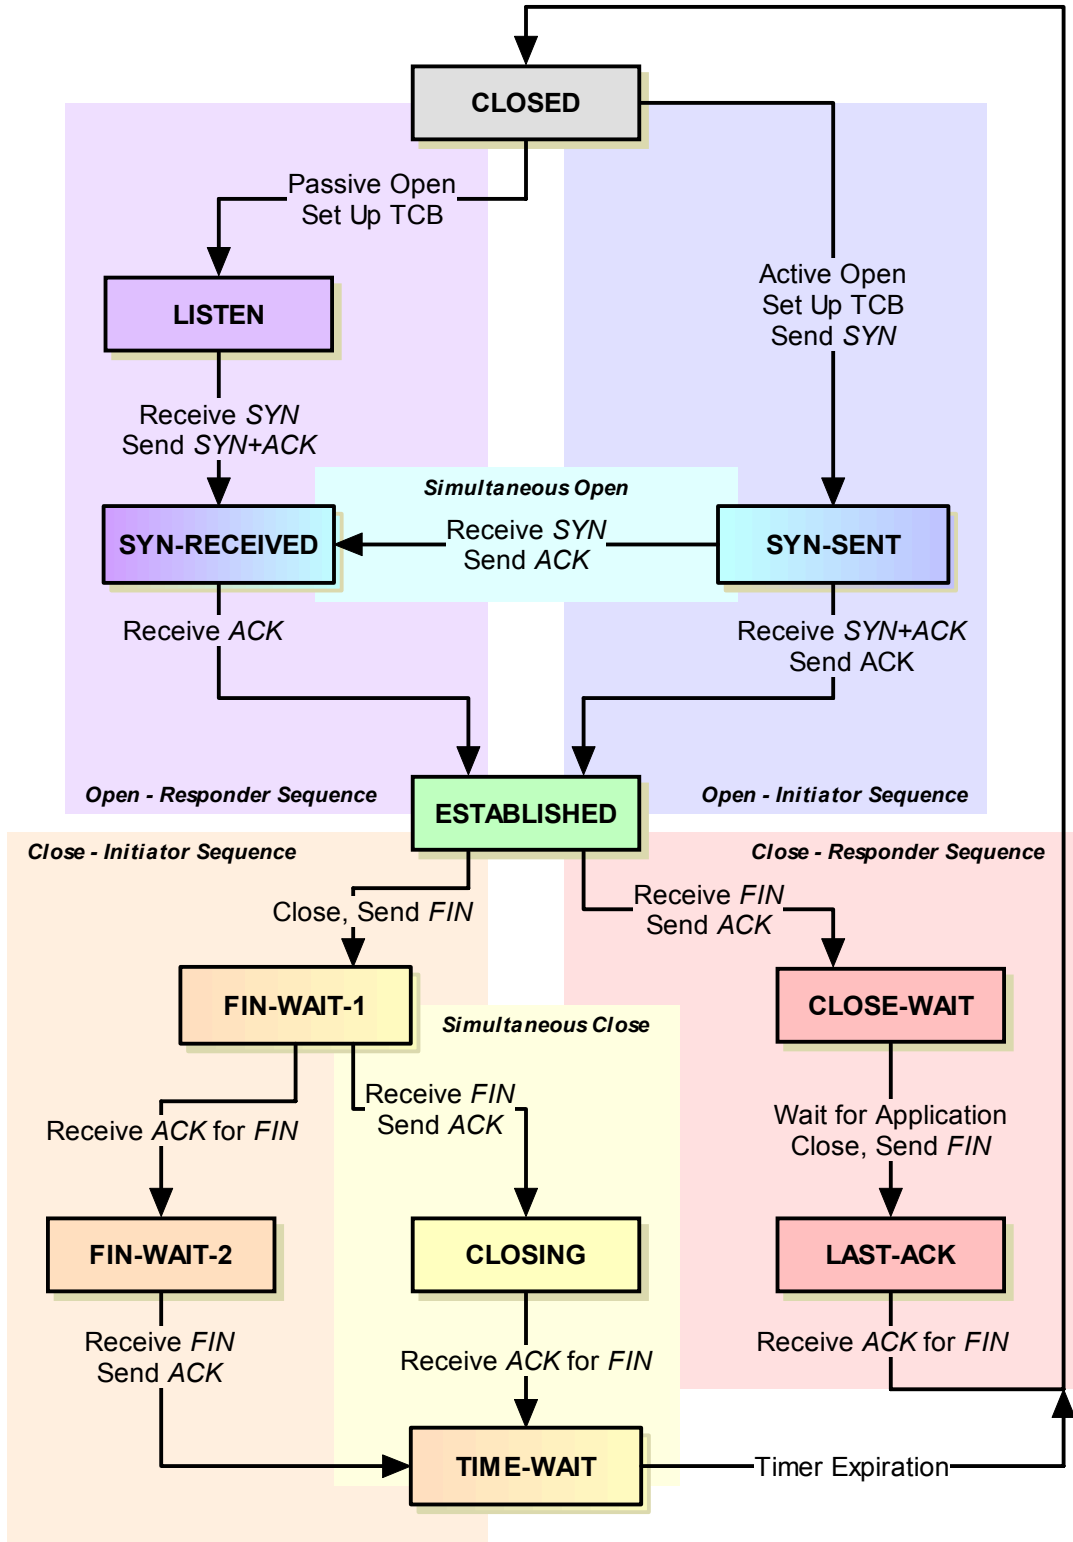 CLOSED
Passive Open
Set Up TCB
Active Open
Set Up TCB
Send SYN
LISTEN
Receive SYN
Send SYN+ACK
Simultaneous Open
SYN-RECEIVED
Receive SYN
Send ACK
SYN-SENT
Receive ACK
Receive SYN+ACK
Send ACK
Open - Responder Sequence
ESTABLISHED
Open - Initiator Sequence
Close - Initiator Sequence
Close - Responder Sequence
Close, Send FIN
Receive FIN
Send ACK
FIN-WAIT-1
CLOSE-WAIT
Simultaneous Close
Receive FIN
Send ACK
Receive ACK for FIN
Wait for Application
Close, Send FIN
FIN-WAIT-2
CLOSING
LAST-ACK
Receive FIN
Send ACK
Receive ACK for FIN
Receive ACK for FIN
TIME-WAIT
Timer Expiration